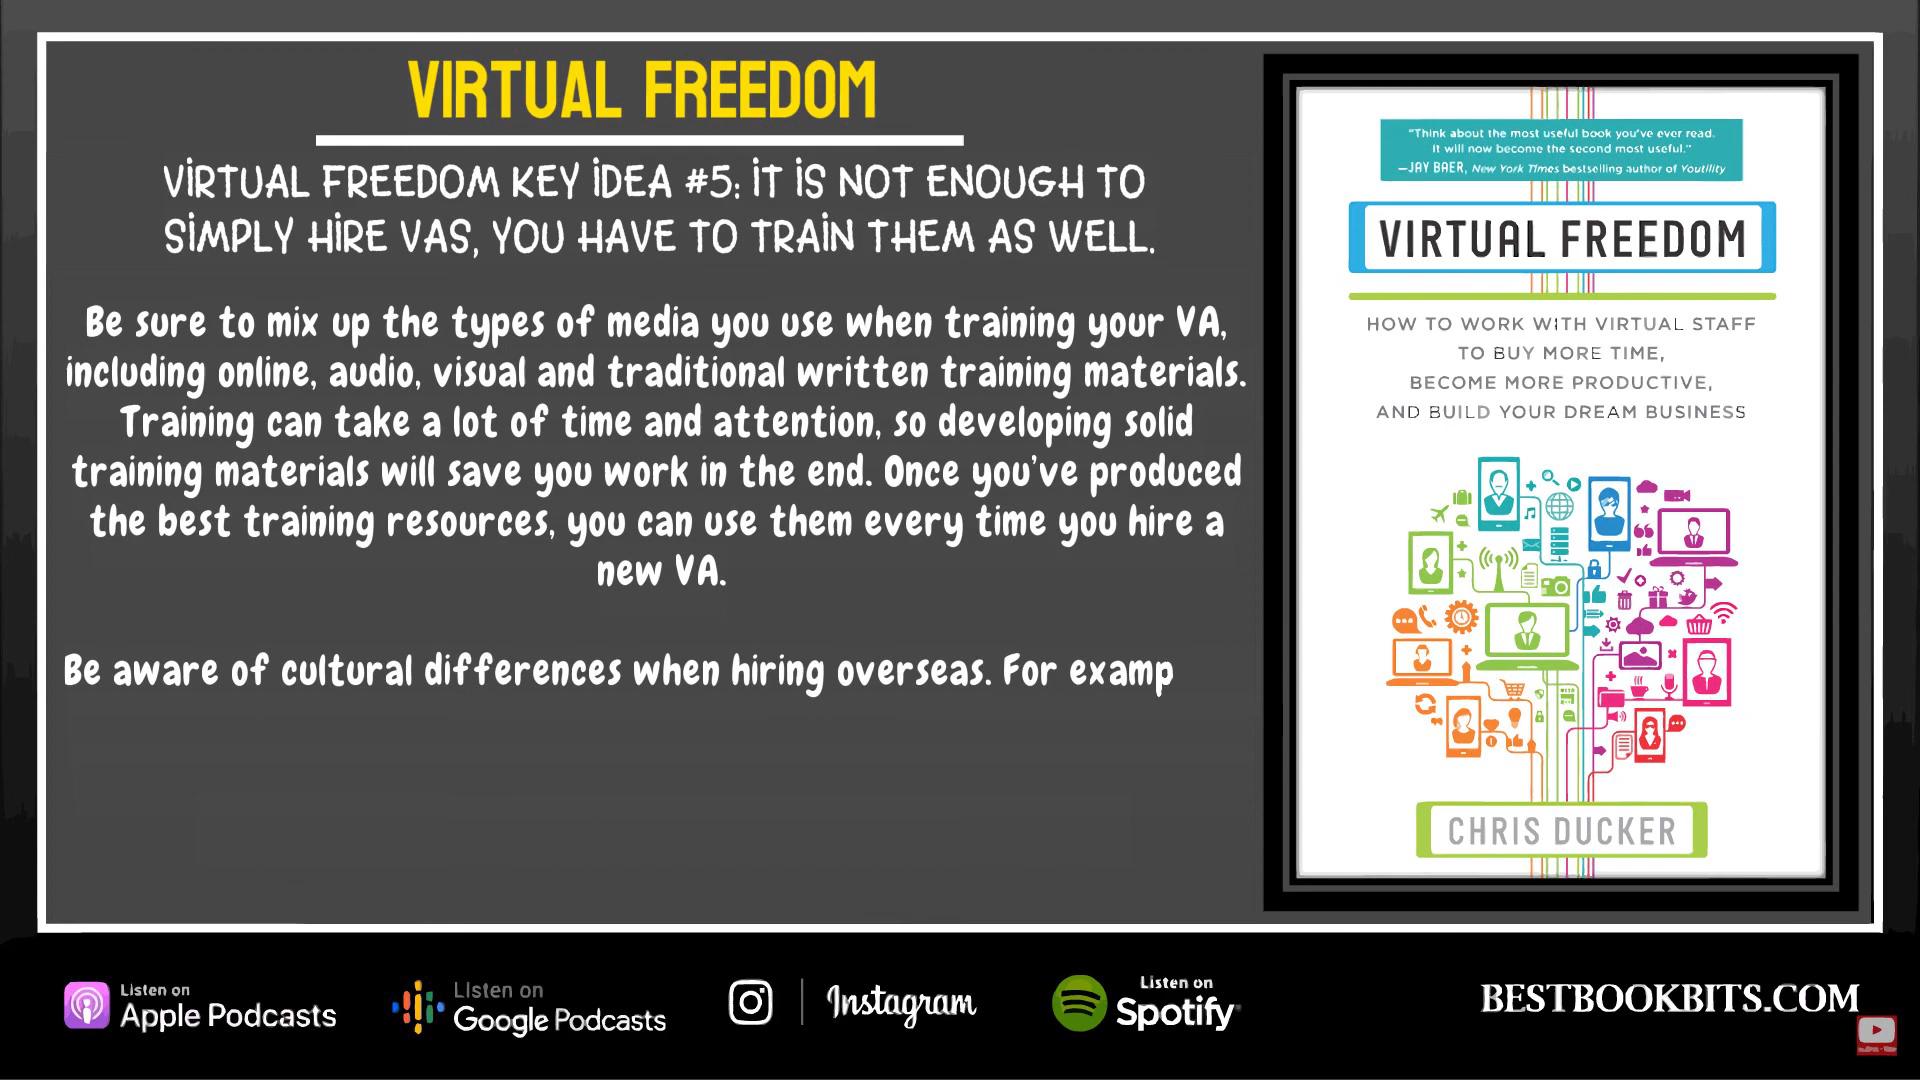 VIRTUAL FREEDOM
VIRTUAL FREEDOM KEY IDEA #5: IT IS NOT ENOUGH TO
SIMPLY HIRE VAS, YOU HAVE TO TRAIN THEM AS WELL.
Be sure to mix up the types of media you use when training your VA,
including online, audio, visual and traditional written training materials.
Training can take a lot of time and attention, so developing solid
training materials will save you work in the end. Once you've produced
the best training resources, you can use them every time you hire a
new VA.
Be aware of cultural differences when hiring overseas. For examp
"Think about the most useful book you've ever read.
It will now become the second most useful."
—JAY BAER, New York Times bestselling author of Youtility
VIRTUAL FREEDOM
HOW TO WORK WITH VIRTUAL STAFF
TO BUY MORE TIME,
BECOME MORE PRODUCTIVE,
AND BUILD YOUR DREAM BUSINESS
CHRIS DUCKER
Listen on
Apple Podcasts
Listen on
Google Podcasts
Instagram
Listen on
Spotify
BESTBOOKBITS.COM